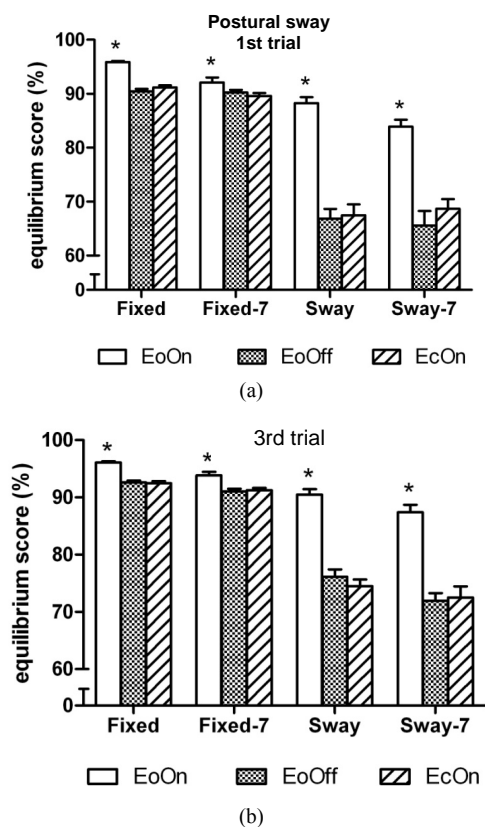 Postural sway
1st trial
equilibrium score (%)
100
90
80
70
60
0
*
*
*
*
Fixed Fixed-7 Sway Sway-7
EoOn EoOff EcOn
(a)
3rd trial
equilibrium score (%)
100
90
80
70
60
0
*
*
*
*
Fixed Fixed-7 Sway Sway-7
EoOn EoOff EcOn
(b)